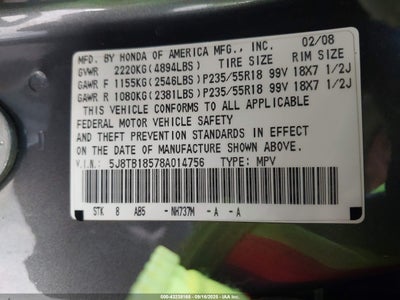 MFD. BY HONDA OF AMERICA MFG., INC. 02/08
GVWR 2220KG(4894LBS) TIRE SIZE RIM SIZE
GAWR F 1155KG(2546LBS)P235/55R18 99V 18X7 1/2J
GAWR R 1080KG(2381LBS)P235/55R18 99V 18X7 1/2J
THIS VEHICLE CONFORMS TO ALL APPLICABLE
FEDERAL MOTOR VEHICLE SAFETY
AND THEFT PREVENTION STANDARDS IN EFFECT
ON THE DATE OF MANUFACTURE SHOWN ABOVE.
V.I.N: 5J8TB18578A014756 TYPE: MPV
STK 8 AB5 - NH737M -A -A